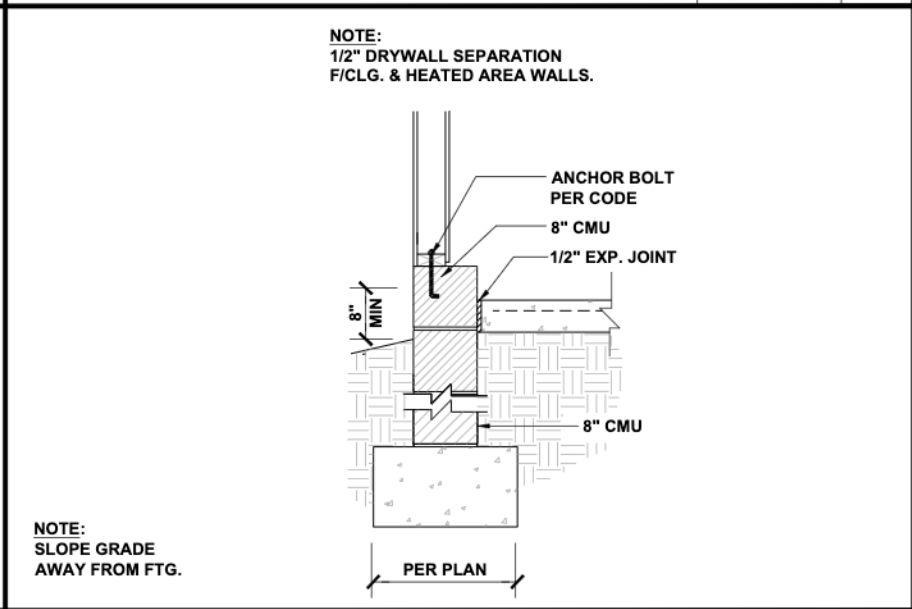 NOTE:
1/2" DRYWALL SEPARATION
F/CLG. & HEATED AREA WALLS.
ANCHOR BOLT
PER CODE
8" CMU
1/2" EXP. JOINT
8"
MIN
8" CMU
NOTE:
SLOPE GRADE
AWAY FROM FTG.
PER PLAN